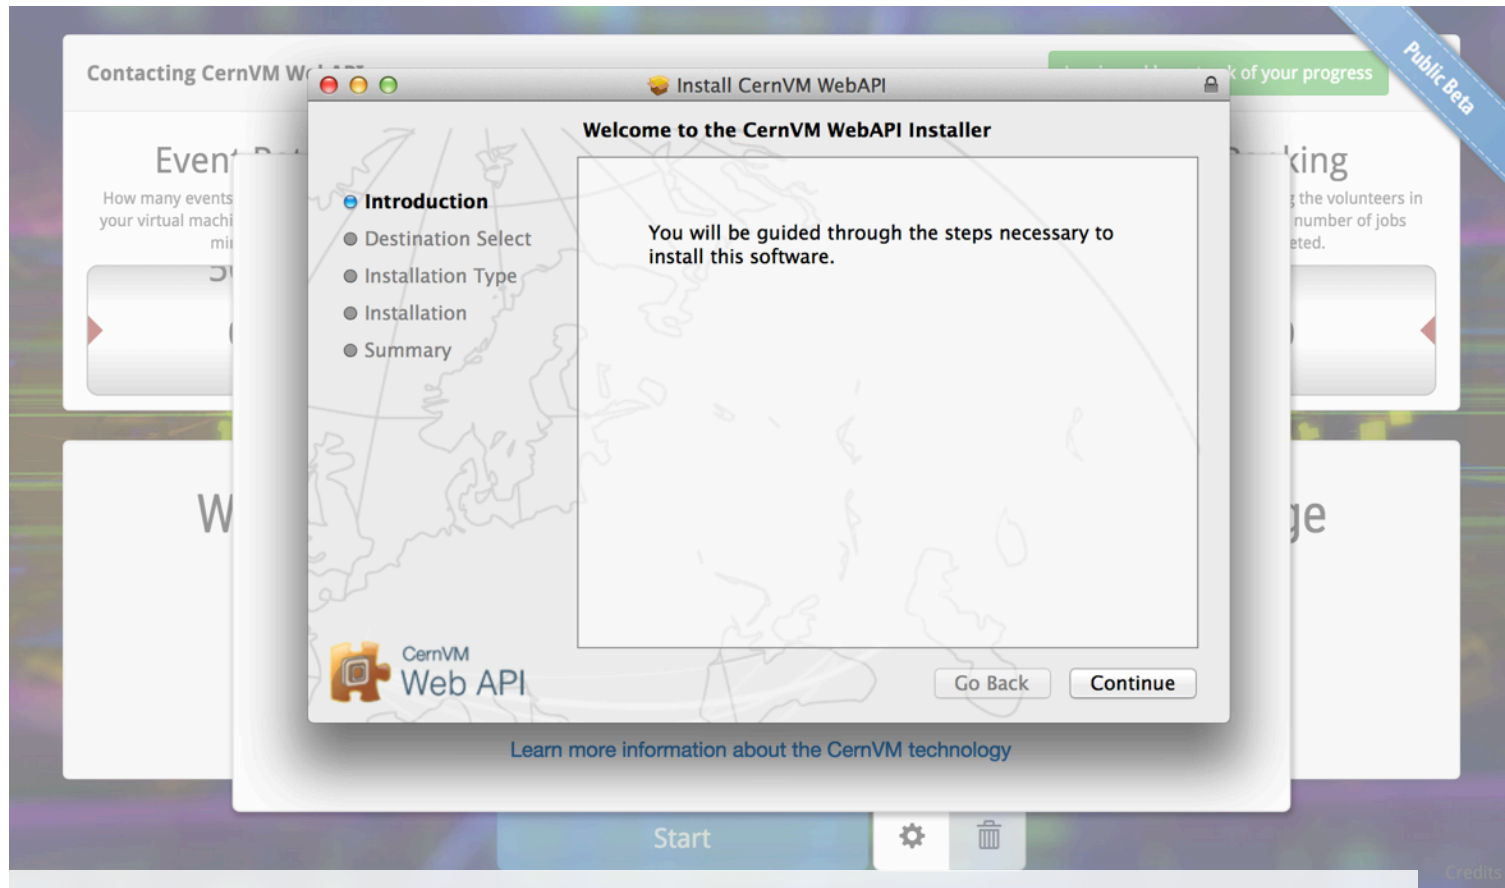 Public Beta
Contacting CernVM
k of your progress
Install CernVM WebAPI
Welcome to the CernVM WebAPI Installer
Introduction
Destination Select
Installation Type
Installation
Summary
You will be guided through the steps necessary to
install this software.
How many events
your virtual machi
the volunteers in
number of jobs
CernVM
Web API
Go Back
Continue
Learn more information about the CernVM technology
Start
Credits